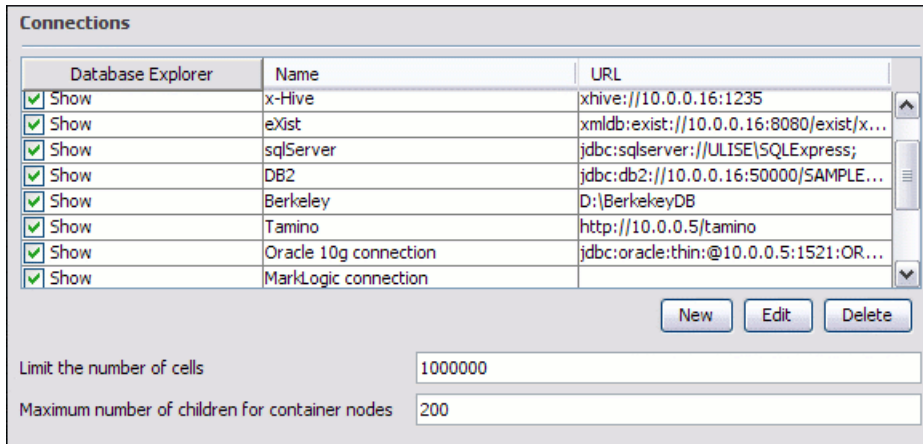 Connections
Database Explorer Name URL
Show x-Hive xhive://10.0.0.16:1235
Show eXist xmldb:exist://10.0.0.16:8080/exist/x...
Show sqlServer jdbc:sqlserver://ULISE\SQLExpress;
Show DB2 jdbc:db2://10.0.0.16:50000/SAMPLE...
Show Berkeley D:\BerkekeyDB
Show Tamino http://10.0.0.5/tamino
Show Oracle 10g connection jdbc:oracle:thin:@10.0.0.5:1521:OR...
Show MarkLogic connection
New Edit Delete
Limit the number of cells 1000000
Maximum number of children for container nodes 200